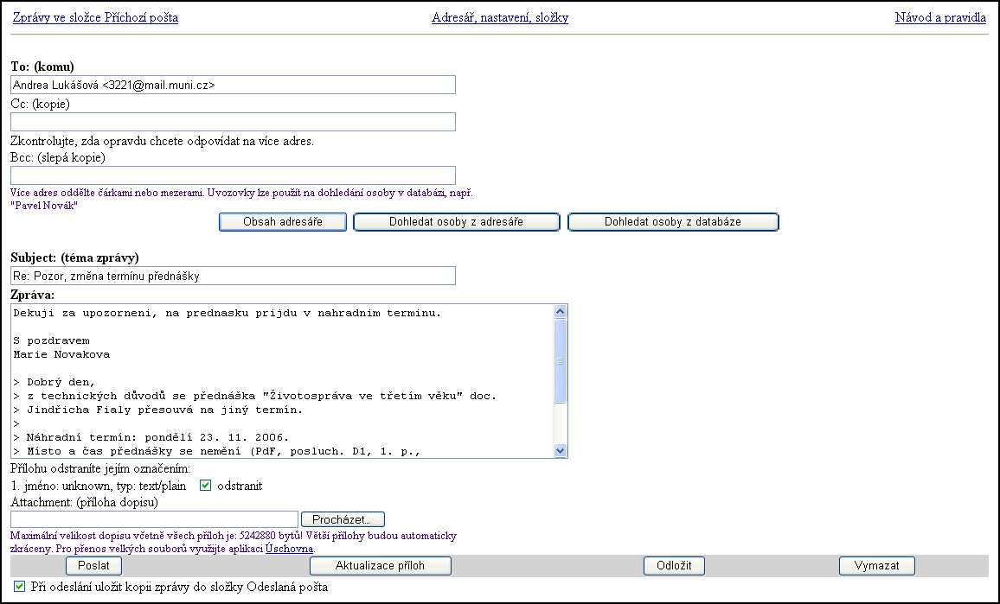 Zprávy ve složce Příchozí pošta Adresář, nastavení, složky Návod a pravidla
To: (komu)
Andrea Lukášová <3221@mail.muni.cz>
Cc: (kopie)
Zkontrolujte, zda opravdu chcete odpovídat na více adres.
Bcc: (slepá kopie)
Více adres oddělte čárkami nebo mezerami. Uvozovky lze použít na dohledání osoby v databázi, např.
"Pavel Novák"
Obsah adresáře Dohledat osoby z adresáře Dohledat osoby z databáze
Subject: (téma zprávy)
Re: Pozor, změna termínu přednášky
Zpráva:
Dekuji za upozorneni, na prednasku prijdu v nahradnim terminu.
S pozdravem
Marie Novakova
> Dobrý den,
> z technických důvodů se přednáška "Životospráva ve třetím věku" doc.
> Jindřicha Fialy přesouvá na jiný termín.
>
> Náhradní termín: pondělí 23. 11. 2006.
> Místo a čas přednášky se nemění (PdF, posluch. D1, 1. p.,
Přílohu odstraníte jejím označením:
1. jméno: unknown, typ: text/plain odstranit
Attachment: (příloha dopisu)
Procházet...
Maximální velikost dopisu včetně všech příloh je: 5242880 bytů! Větší přílohy budou automaticky
zkráceny. Pro přenos velkých souborů využijte aplikaci Úschovna.
Poslat Aktualizace příloh Odložit Vymazat
Při odeslání uložit kopii zprávy do složky Odeslaná pošta